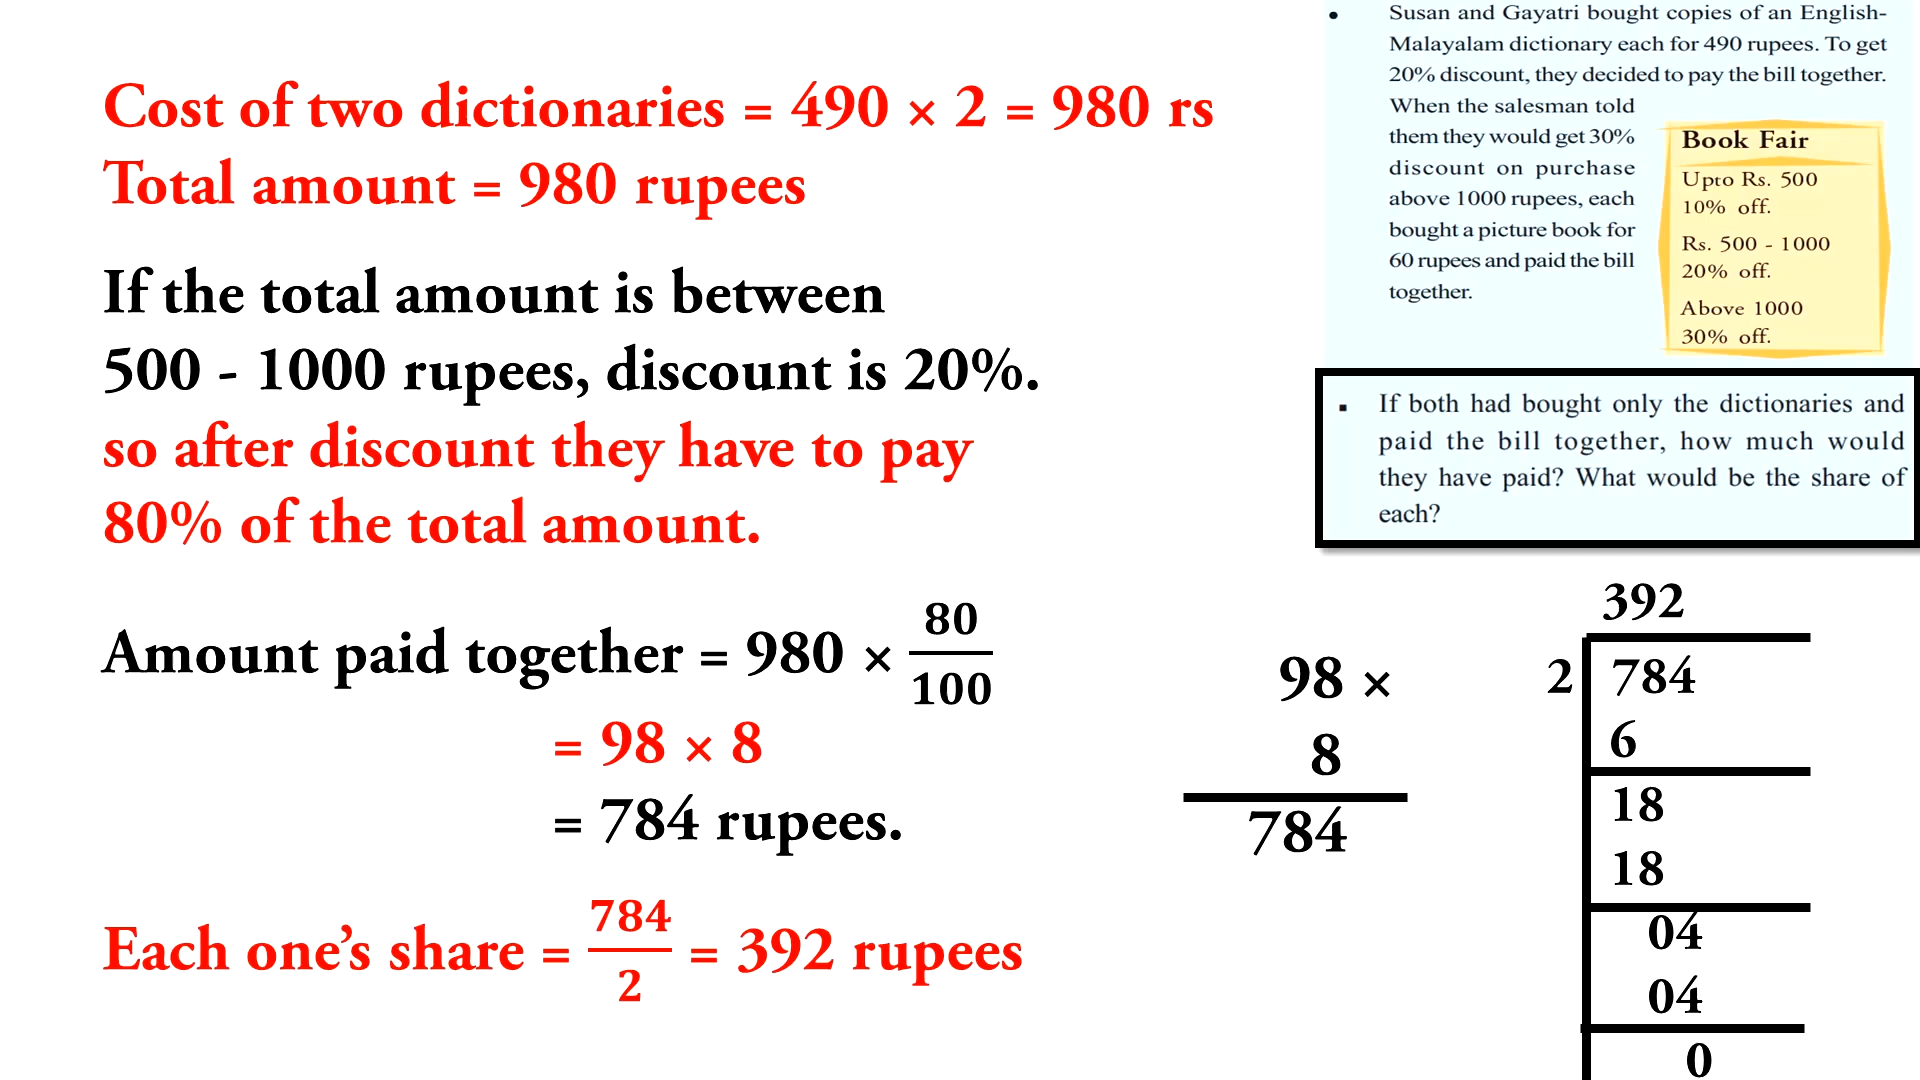 Cost of two dictionaries = 490 × 2 = 980 rs
Total amount = 980 rupees
If the total amount is between
500 - 1000 rupees, discount is 20%.
so after discount they have to pay
80% of the total amount.
Amount paid together = 980 × 80/100
= 98 × 8
= 784 rupees.
Each one’s share = 784/2 = 392 rupees
• Susan and Gayatri bought copies of an English-
Malayalam dictionary each for 490 rupees. To get
20% discount, they decided to pay the bill together.
When the salesman told
them they would get 30%
discount on purchase
above 1000 rupees, each
bought a picture book for
60 rupees and paid the bill
together.
Book Fair
Upto Rs. 500
10% off.
Rs. 500 - 1000
20% off.
Above 1000
30% off.
▪ If both had bought only the dictionaries and
paid the bill together, how much would
they have paid? What would be the share of
each?
98 ×
8
784
392
2 784
6
18
18
04
04
0